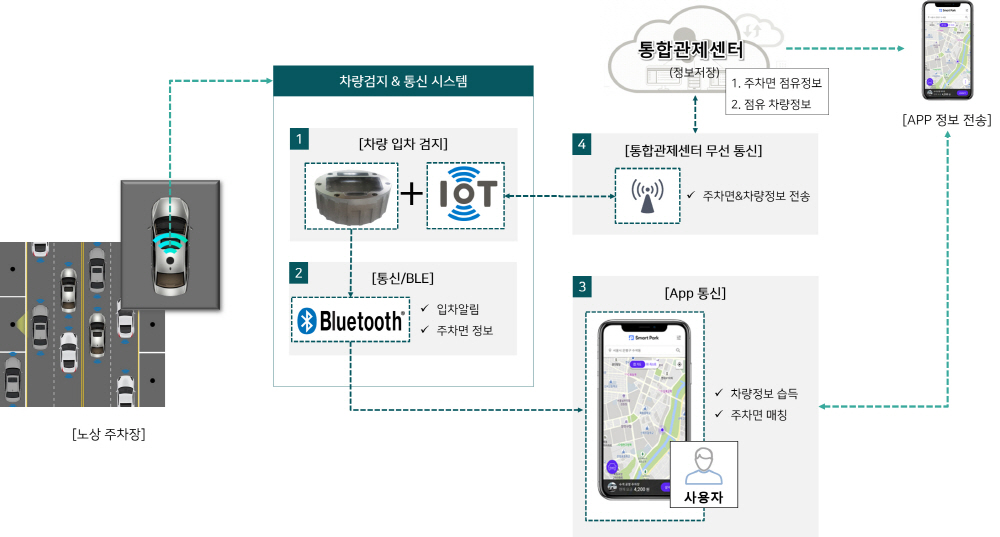 통합관제센터
(정보저장)
1. 주차면 점유정보
2. 점유 차량정보
Smart Park
[APP 정보 전송]
차량검지 & 통신 시스템
1
[차량 입차 검지]
+
IOT
4
[통합관제센터 무선 통신]
✓ 주차면&차량정보 전송
2
[통신/BLE]
Bluetooth®
✓ 입차알림
✓ 주차면 정보
3
[App 통신]
Smart Park
✓ 차량정보 습득
✓ 주차면 매칭
4,200 원
사용자
[노상 주차장]